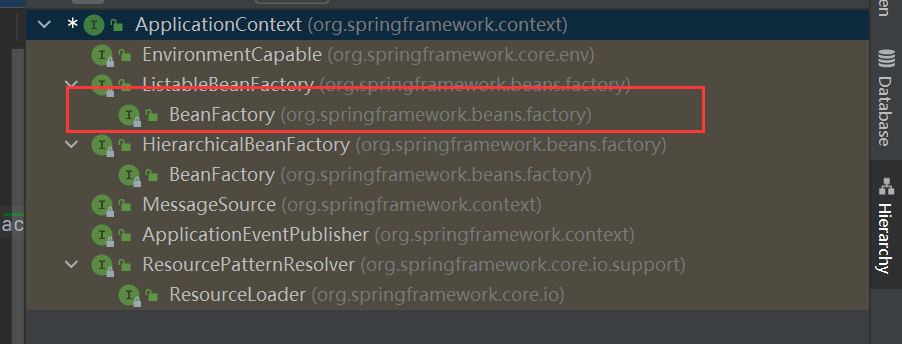 ApplicationContext (org.springframework.context)
EnvironmentCapable (org.springframework.core.env)
ListableBeanFactory (org.springframework.beans.factory)
BeanFactory (org.springframework.beans.factory)
HierarchicalBeanFactory (org.springframework.beans.factory)
BeanFactory (org.springframework.beans.factory)
MessageSource (org.springframework.context)
ApplicationEventPublisher (org.springframework.context)
ResourcePatternResolver (org.springframework.core.io.support)
ResourceLoader (org.springframework.core.io)
ac
en
Database
Hierarchy